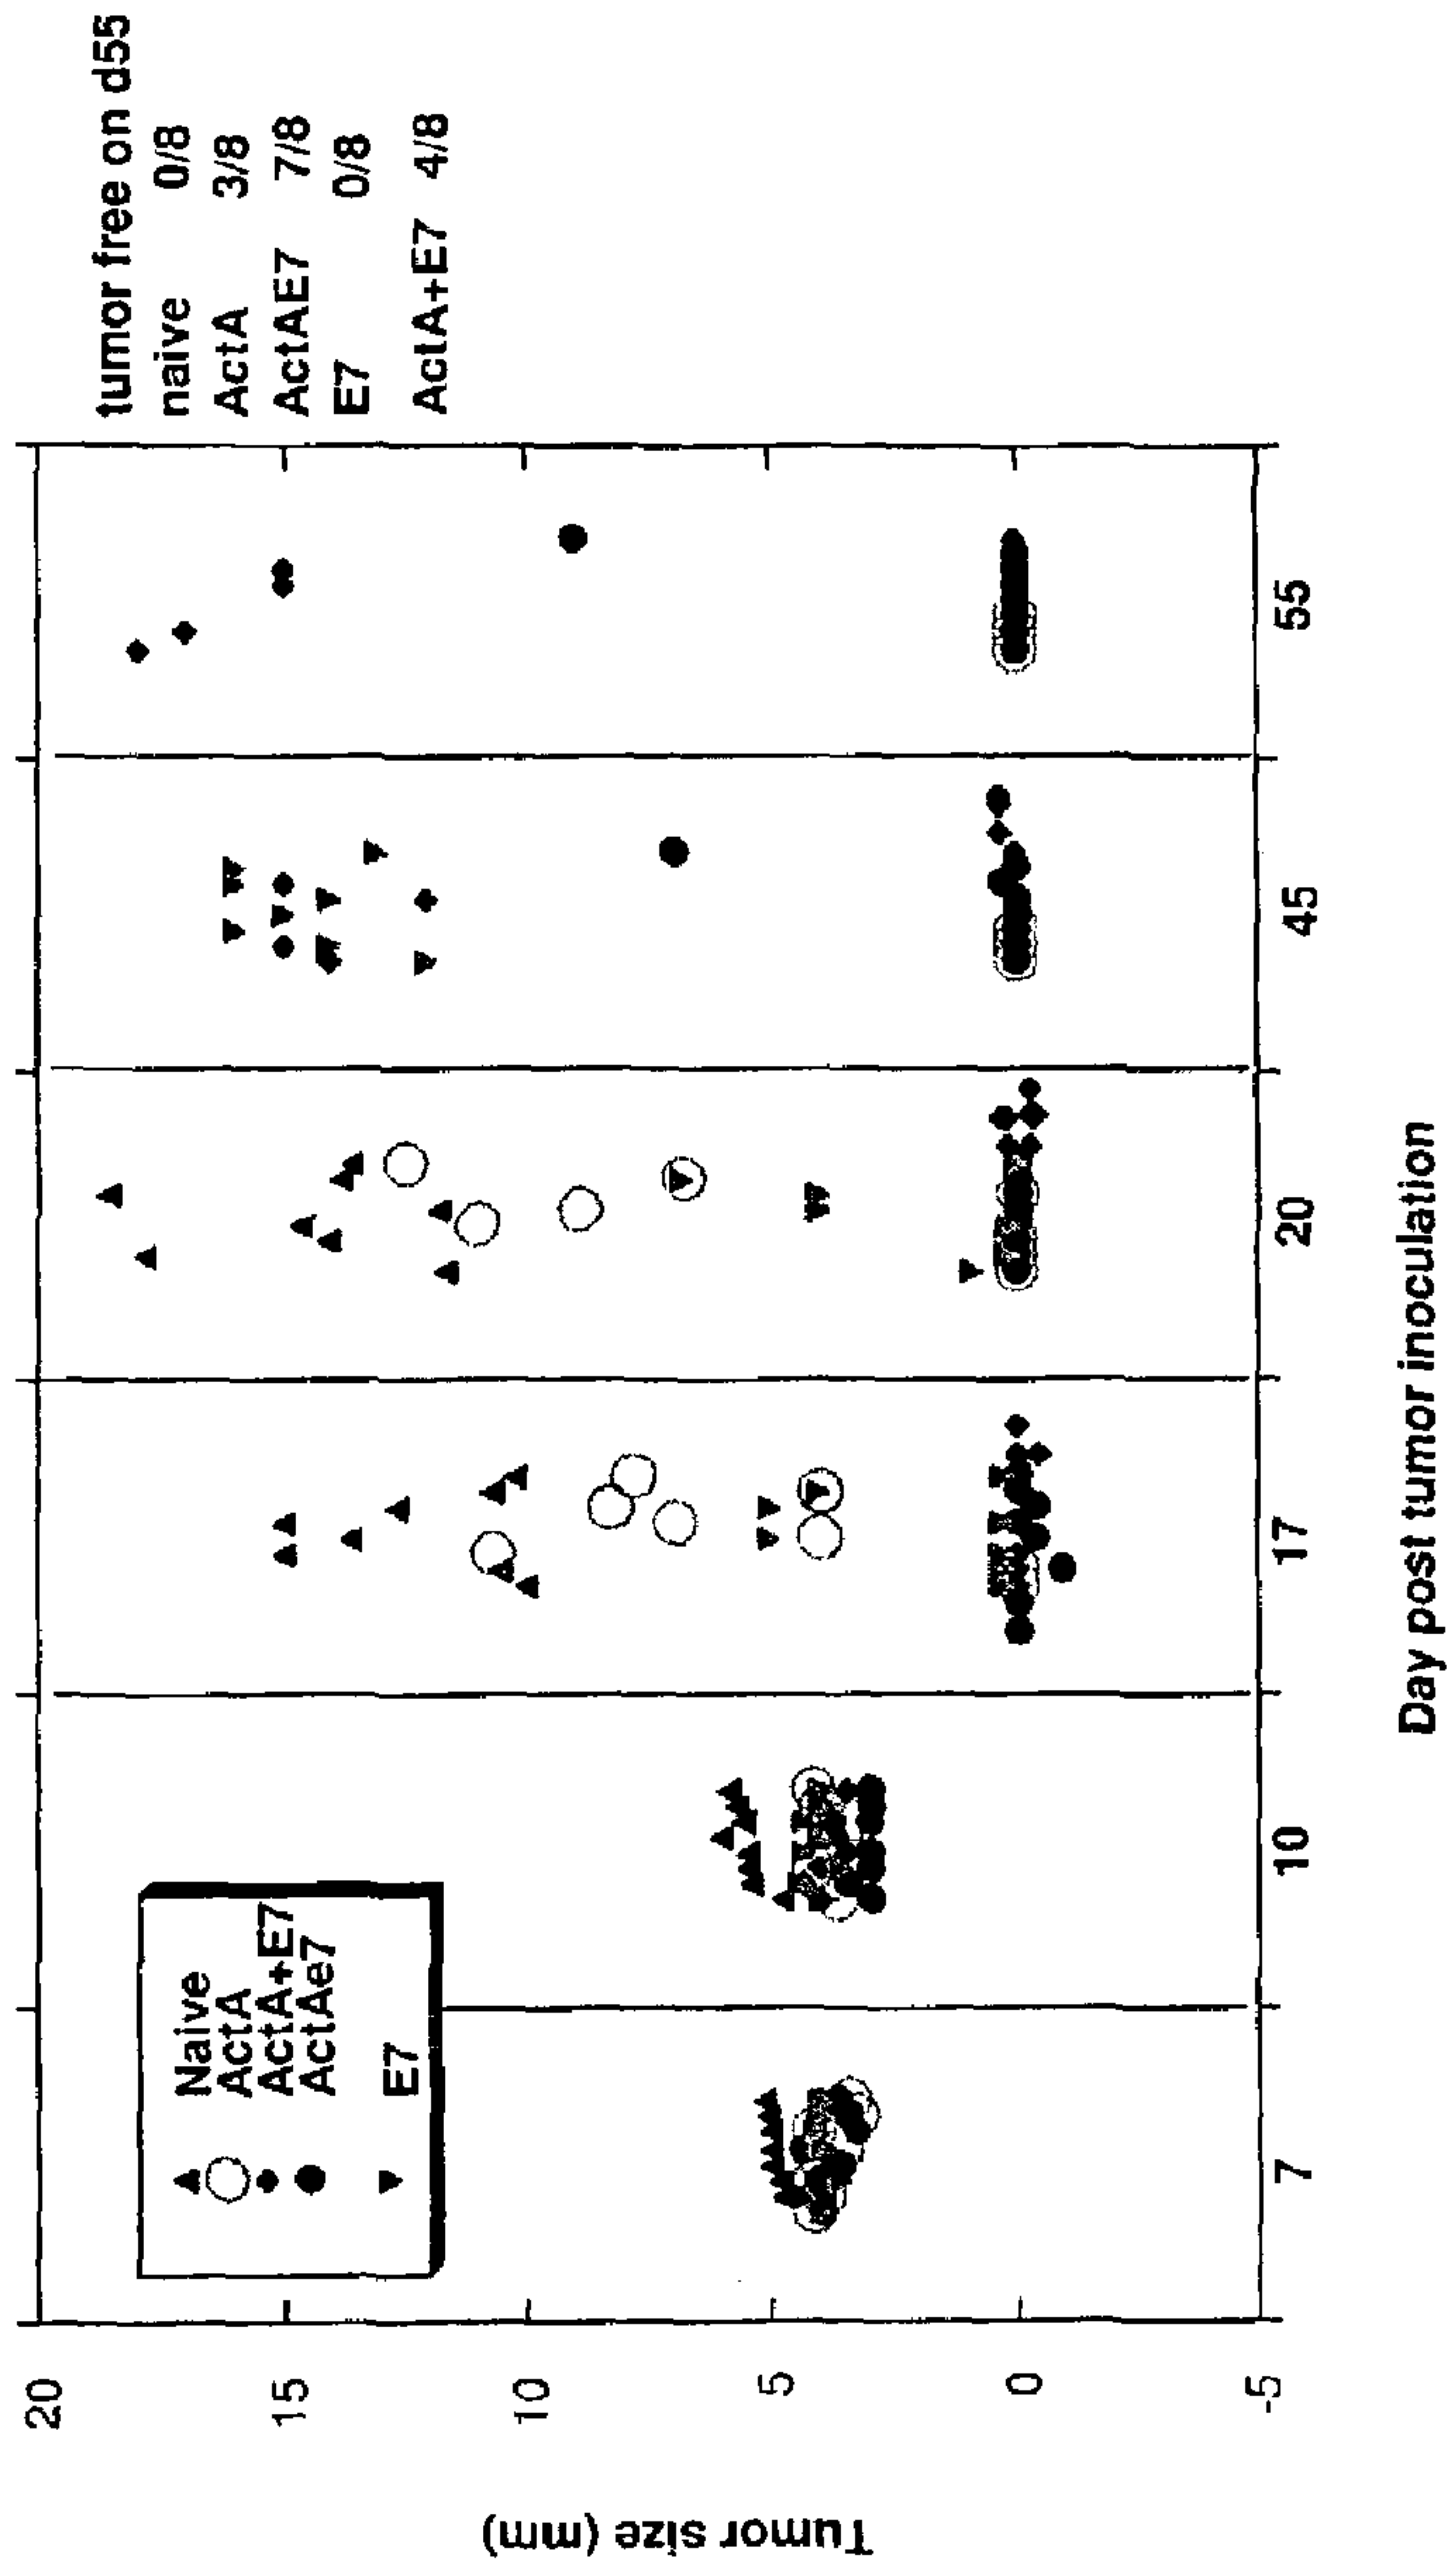 tumor free on d55
naive 0/8
ActA 3/8
ActAE7 7/8
E7 0/8
ActA+E7 4/8
Naive
ActA
ActA+E7
ActAe7
E7
20
15
10
5
0
-5
Tumor size (mm)
7 10 17 20 45 55
Day post tumor inoculation